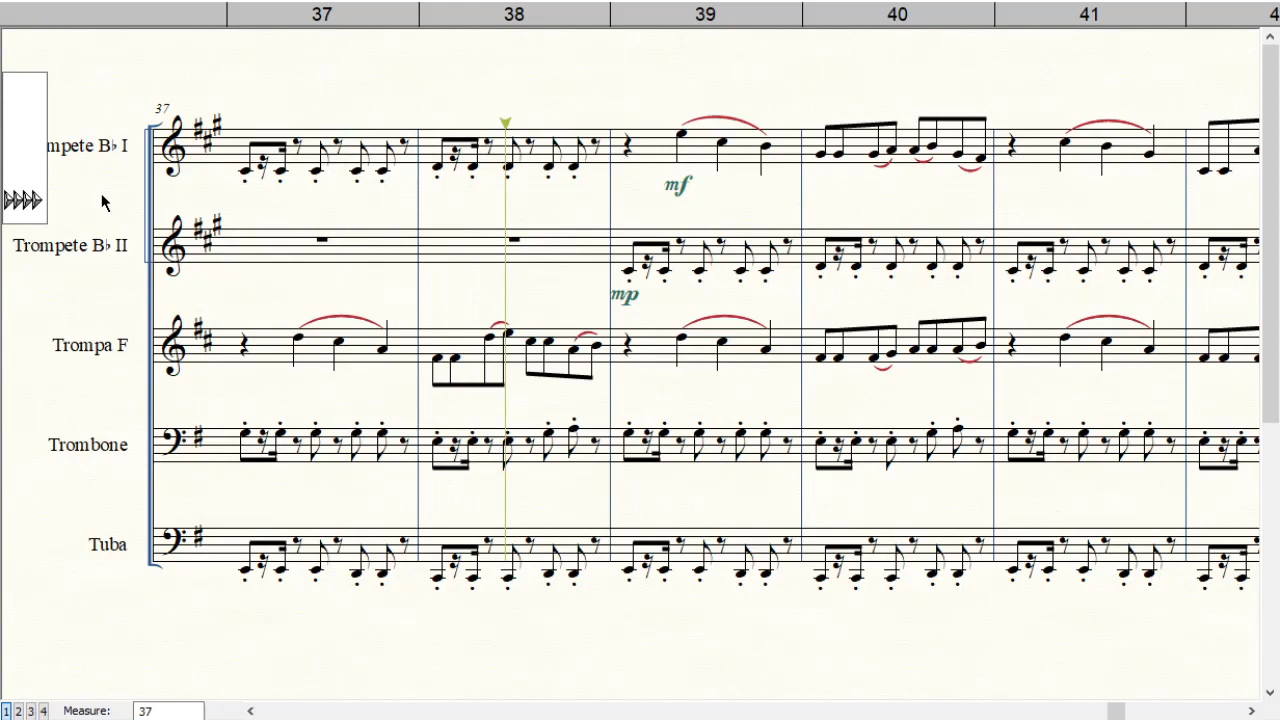 37 38 39 40 41 4
37
mpete B♭ I
mf
Trompete B♭ II
mp
Trompa F
Trombone
Tuba
1 2 3 4 Measure: 37